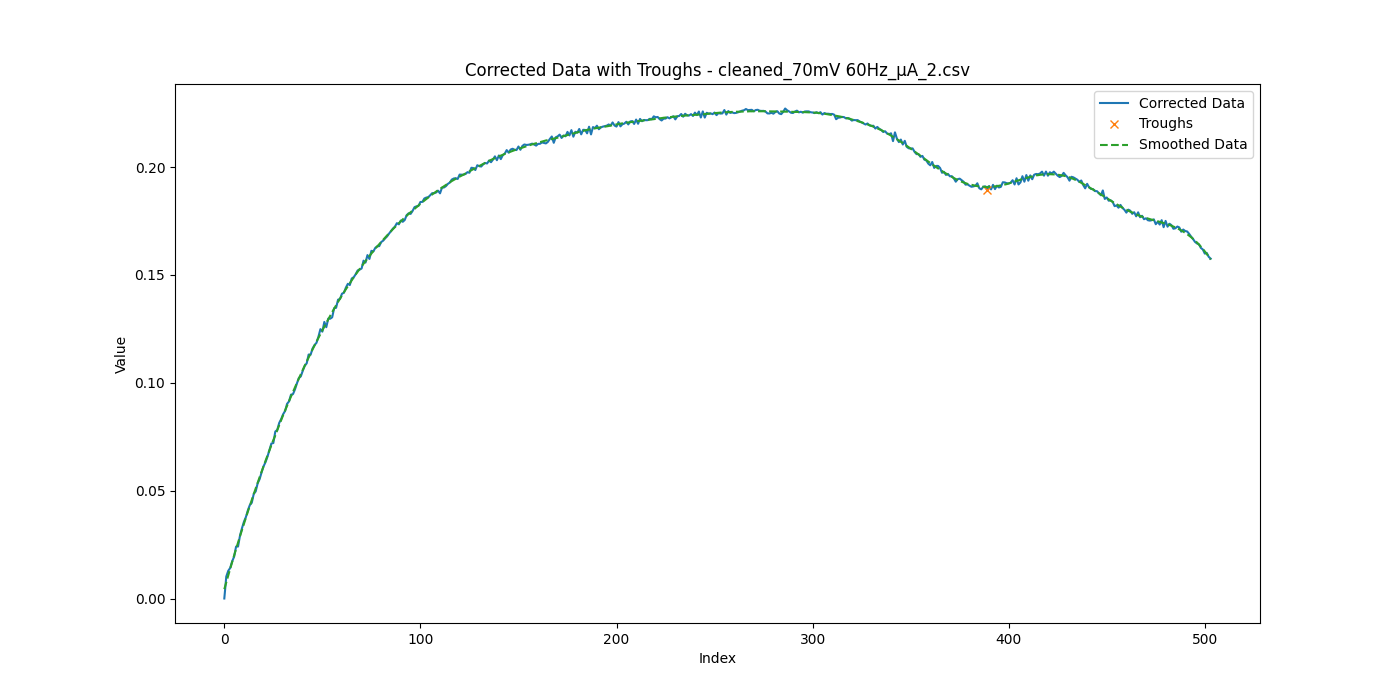 Corrected Data with Troughs - cleaned_70mV 60Hz_µA_2.csv
Corrected Data
Troughs
Smoothed Data
Value
0.20
0.15
0.10
0.05
0.00
0 100 200 300 400 500
Index